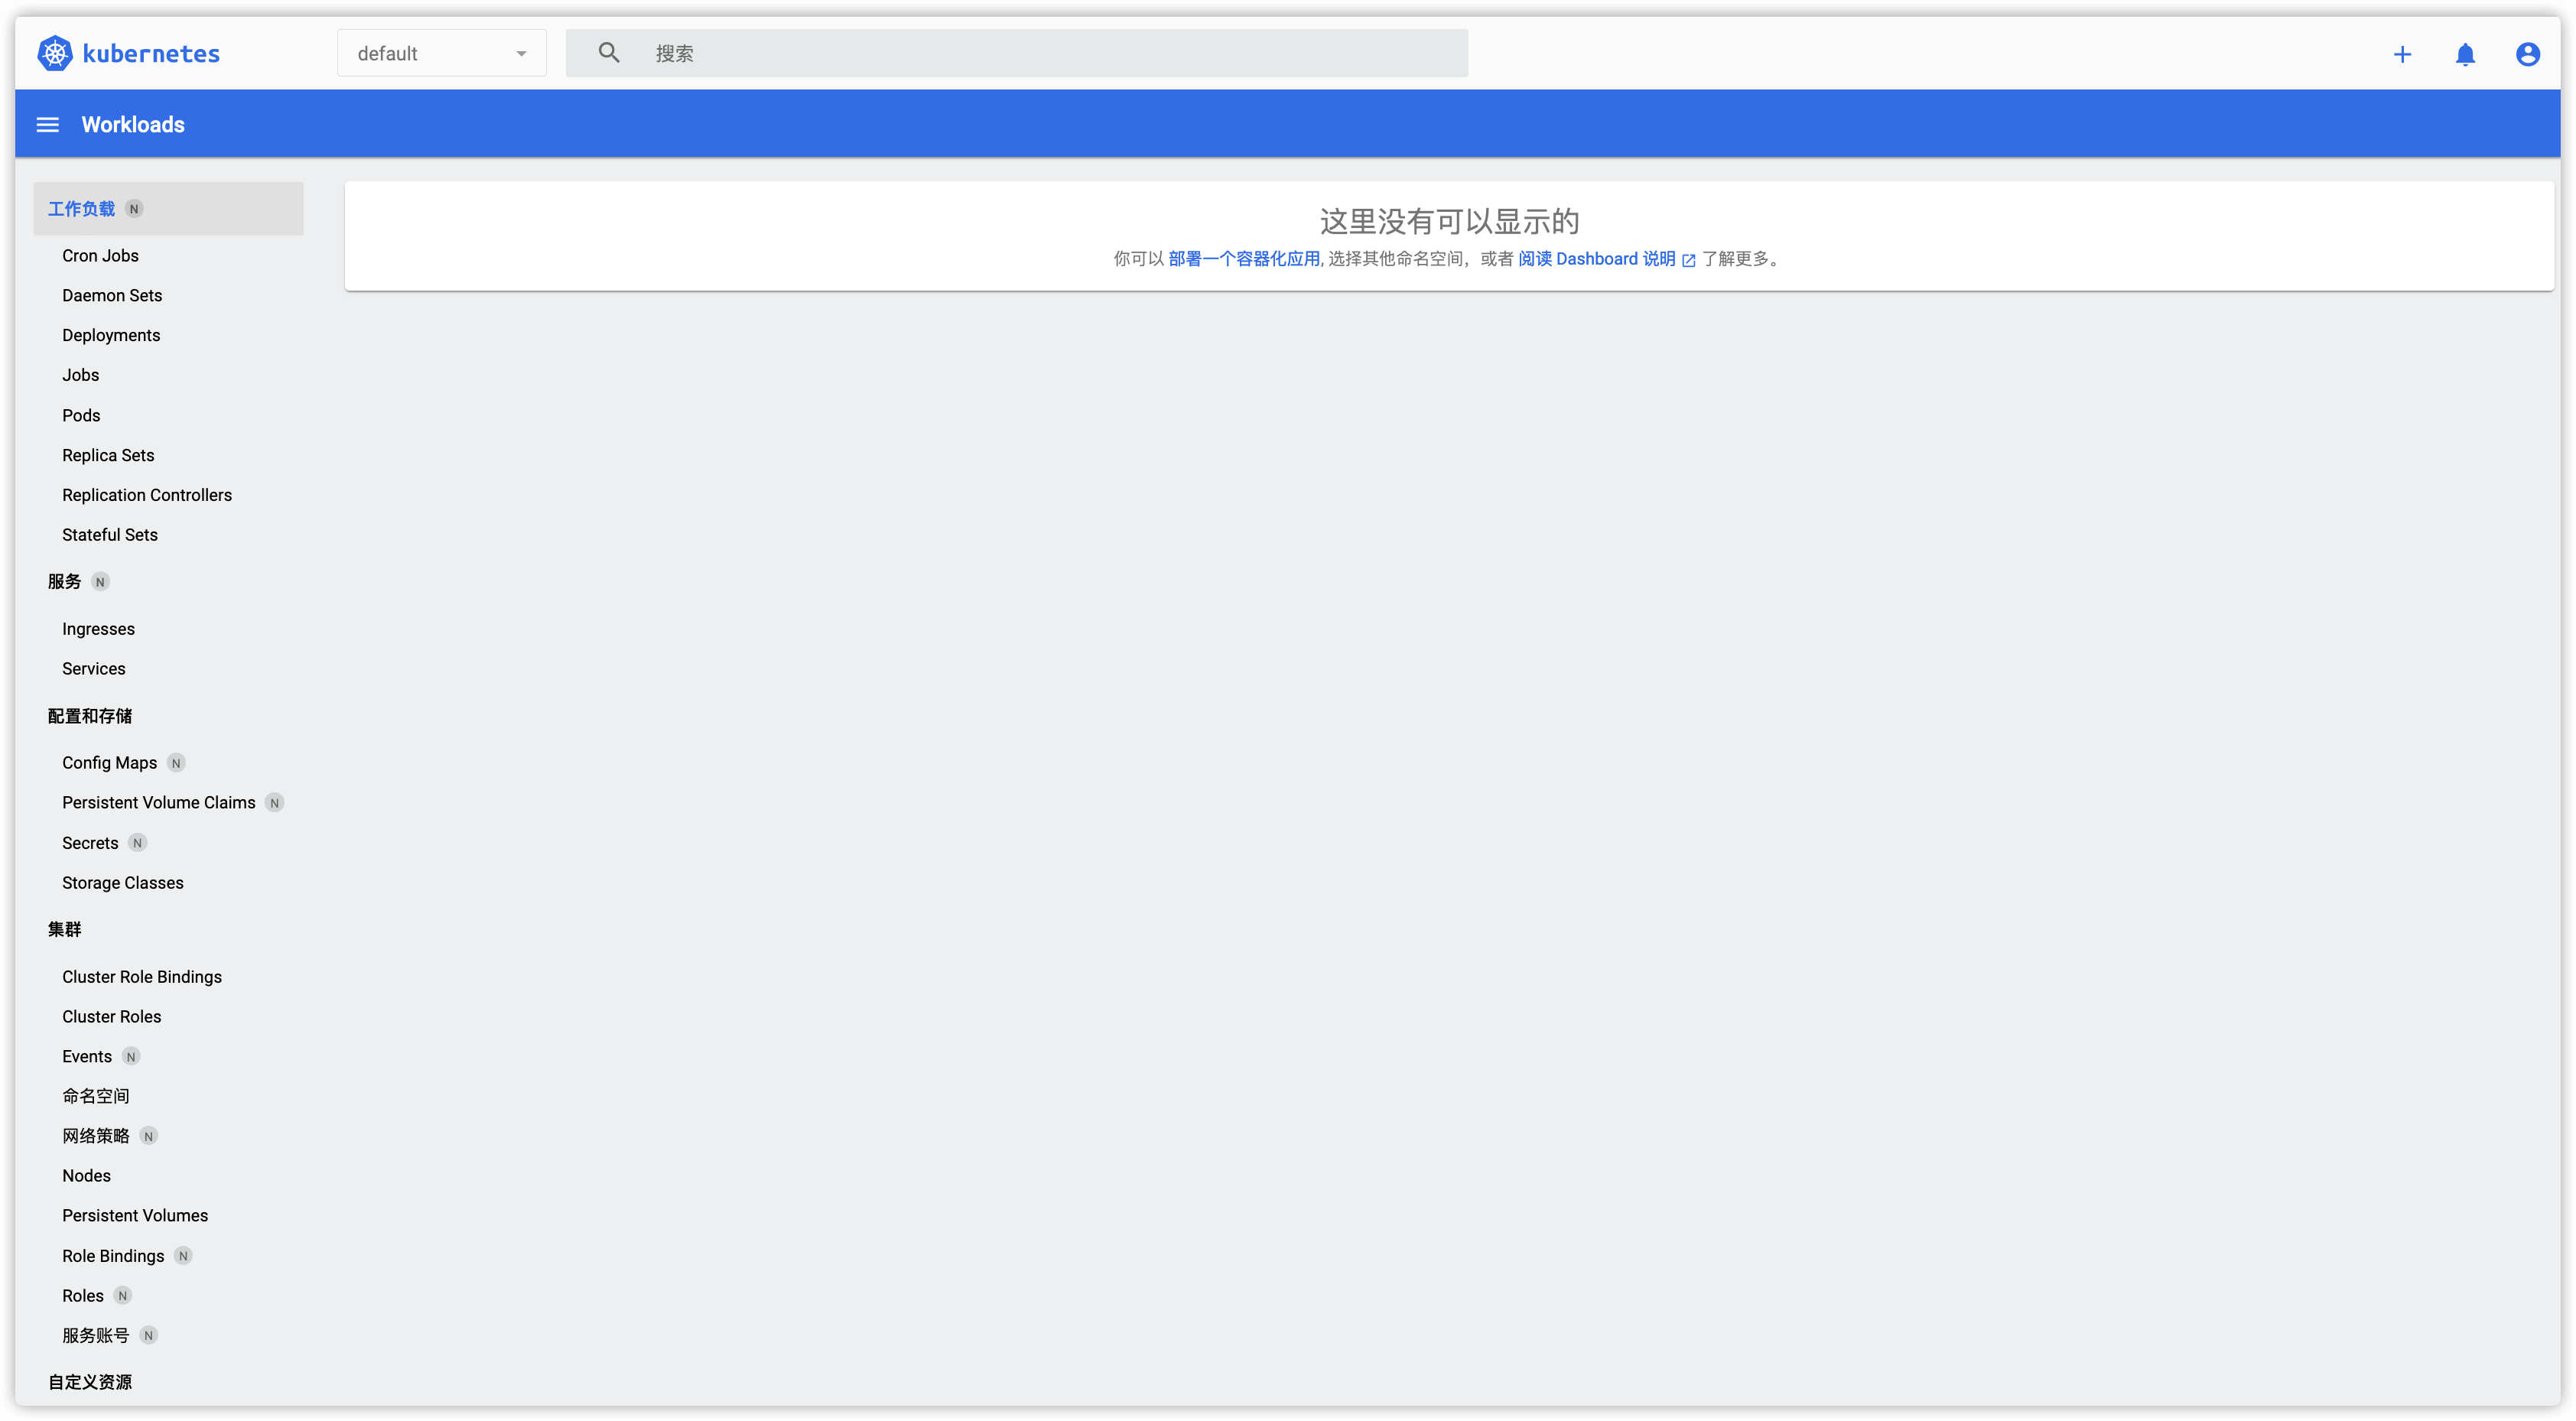 kubernetes
default
搜索
Workloads
工作负载 N
Cron Jobs
Daemon Sets
Deployments
Jobs
Pods
Replica Sets
Replication Controllers
Stateful Sets
服务 N
Ingresses
Services
配置和存储
Config Maps N
Persistent Volume Claims N
Secrets N
Storage Classes
集群
Cluster Role Bindings
Cluster Roles
Events N
命名空间
网络策略 N
Nodes
Persistent Volumes
Role Bindings N
Roles N
服务账号 N
自定义资源
这里没有可以显示的
你可以 部署一个容器化应用, 选择其他命名空间，或者 阅读 Dashboard 说明 了解更多。